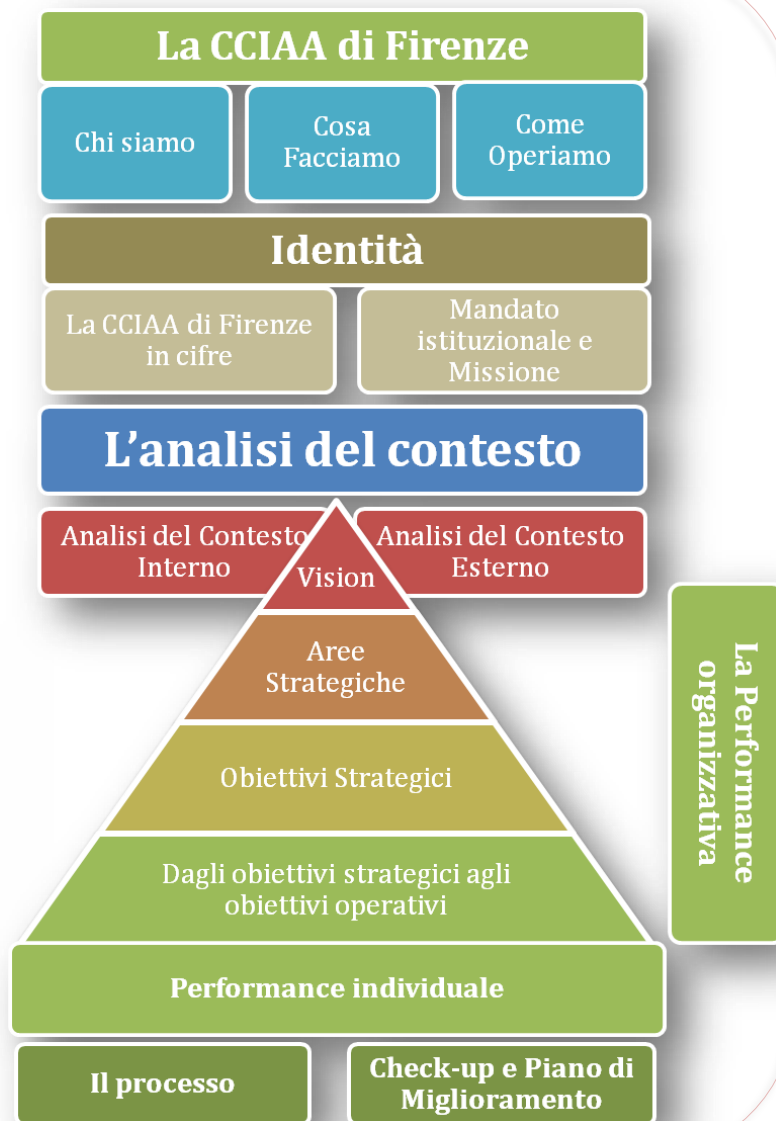 La CCIAA di Firenze
Chi siamo
Cosa
Facciamo
Come
Operiamo
Identità
La CCIAA di Firenze
in cifre
Mandato
istituzionale e
Missione
L’analisi del contesto
Analisi del Contesto
Interno
Analisi del Contesto
Esterno
Vision
Aree
Strategiche
Obiettivi Strategici
Dagli obiettivi strategici agli
obiettivi operativi
La Performance
organizzativa
Performance individuale
Il processo
Check-up e Piano di
Miglioramento